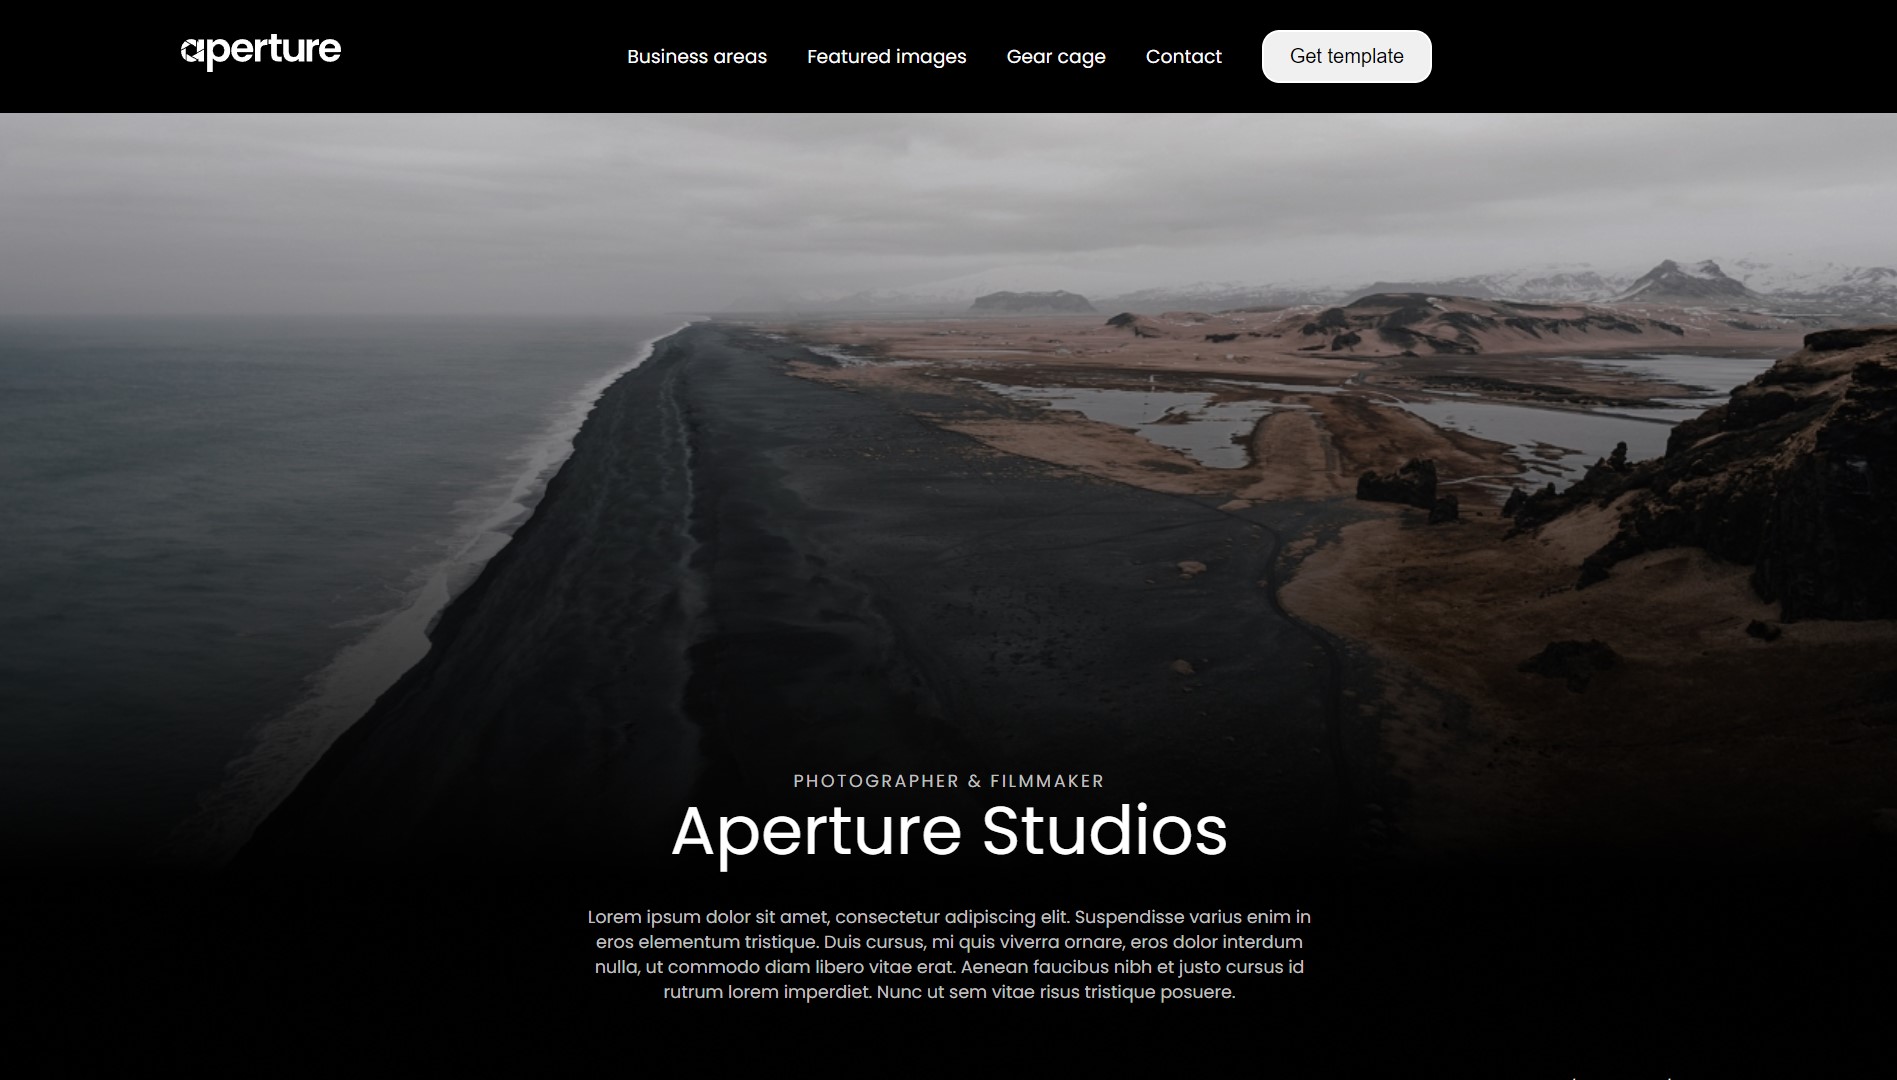 aperture
Business areas
Featured images
Gear cage
Contact
Get template
PHOTOGRAPHER & FILMMAKER
Aperture Studios
Lorem ipsum dolor sit amet, consectetur adipiscing elit. Suspendisse varius enim in
eros elementum tristique. Duis cursus, mi quis viverra ornare, eros dolor interdum
nulla, ut commodo diam libero vitae erat. Aenean faucibus nibh et justo cursus id
rutrum lorem imperdiet. Nunc ut sem vitae risus tristique posuere.